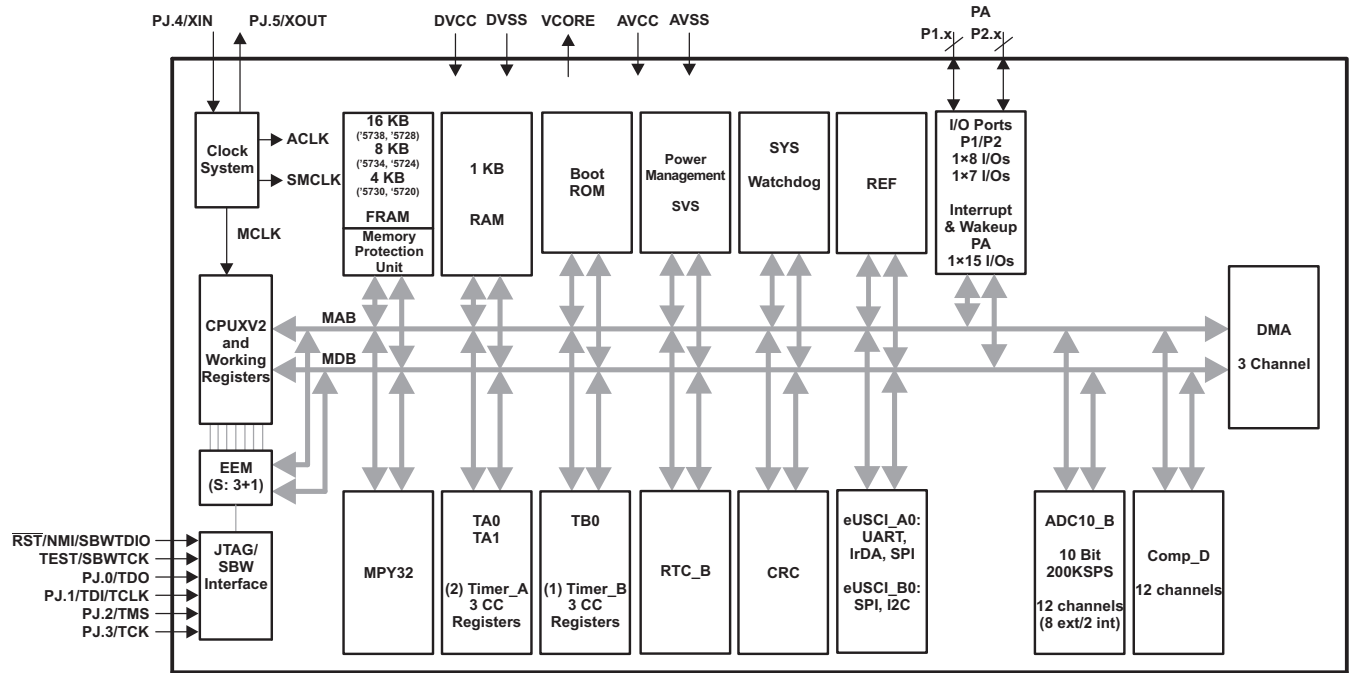 PJ.4/XIN
PJ.5/XOUT
DVCC
DVSS
VCORE
AVCC
AVSS
PA
P1.x
P2.x
Clock
System
ACLK
SMCLK
MCLK
16 KB
('5738, '5728)
8 KB
('5734, '5724)
4 KB
('5730, '5720)
FRAM
Memory
Protection
Unit
1 KB
RAM
Boot
ROM
Power
Management
SVS
SYS
Watchdog
REF
I/O Ports
P1/P2
1×8 I/Os
1×7 I/Os
Interrupt
& Wakeup
PA
1×15 I/Os
CPUXV2
and
Working
Registers
MAB
MDB
DMA
3 Channel
EEM
(S: 3+1)
RST/NMI/SBWTDIO
TEST/SBWTCK
PJ.0/TDO
PJ.1/TDI/TCLK
PJ.2/TMS
PJ.3/TCK
JTAG/
SBW
Interface
MPY32
TA0
TA1
(2) Timer_A
3 CC
Registers
TB0
(1) Timer_B
3 CC
Registers
RTC_B
CRC
eUSCI_A0:
UART,
IrDA, SPI
eUSCI_B0:
SPI, I2C
ADC10_B
10 Bit
200KSPS
12 channels
(8 ext/2 int)
Comp_D
12 channels